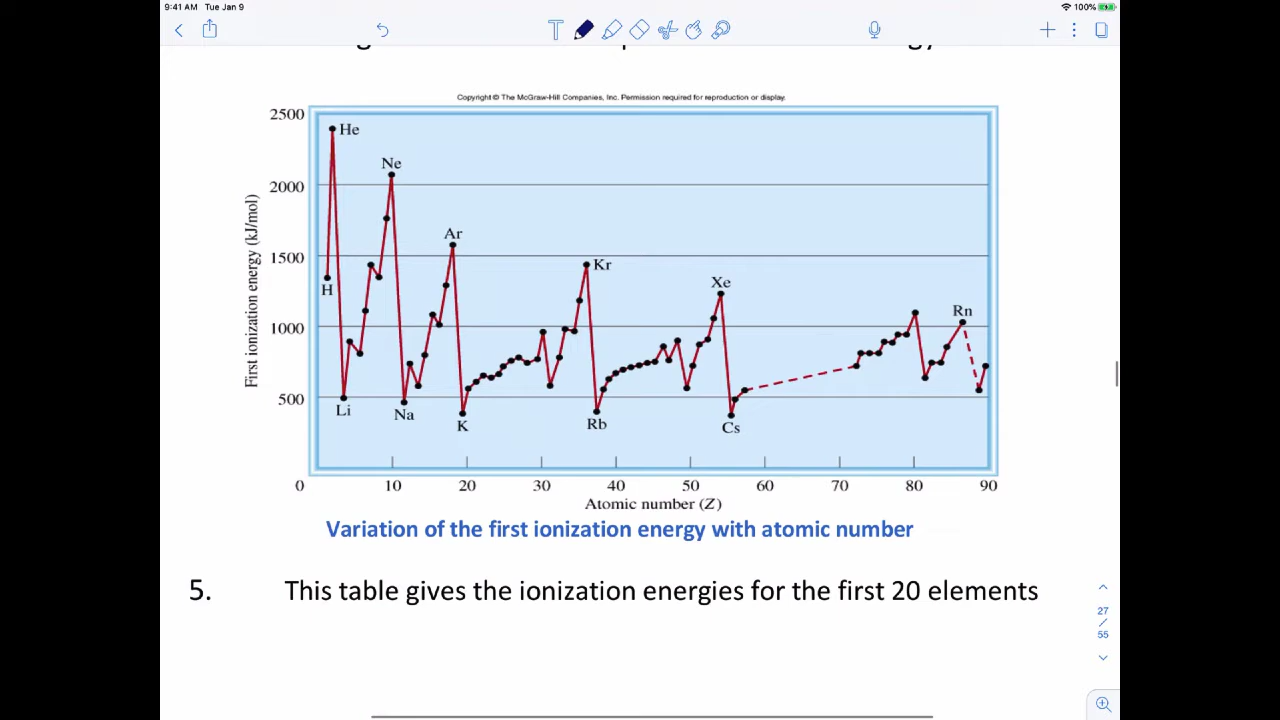 9:41 AM Tue Jan 9
100%
T
Copyright © The McGraw-Hill Companies, Inc. Permission required for reproduction or display.
First ionization energy (kJ/mol)
2500
2000
1500
1000
500
0
He
Ne
Ar
Kr
Xe
Rn
H
Li
Na
K
Rb
Cs
10 20 30 40 50 60 70 80 90
Atomic number (Z)
Variation of the first ionization energy with atomic number
5. This table gives the ionization energies for the first 20 elements
27
/
55